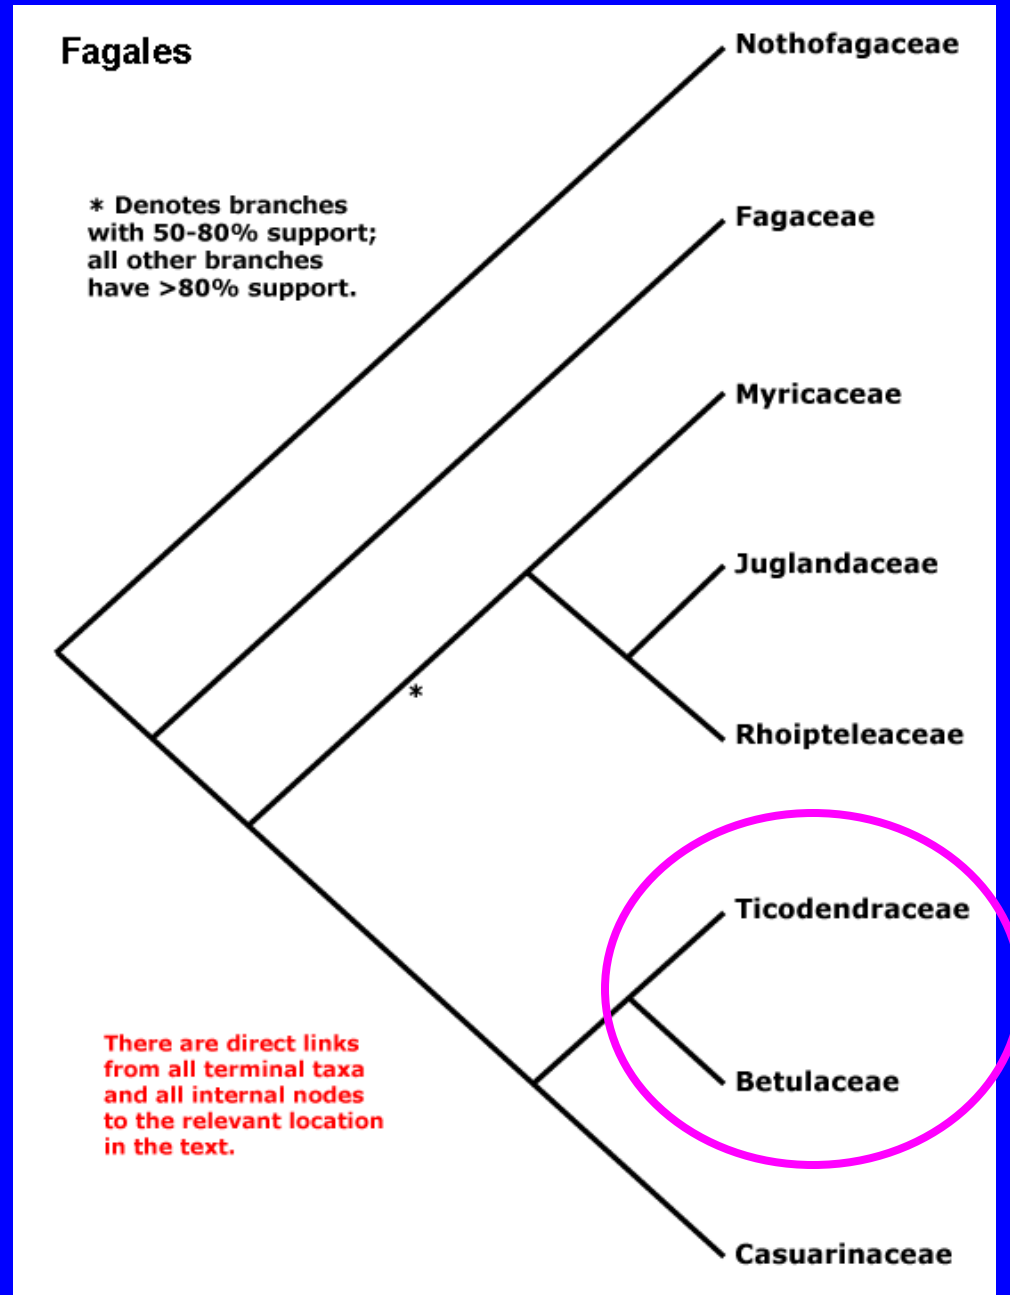 Fagales
Nothofagaceae
* Denotes branches
with 50-80% support;
all other branches
have >80% support.
Fagaceae
Myricaceae
Juglandaceae
*
Rhoipteleaceae
Ticodendraceae
There are direct links
from all terminal taxa
and all internal nodes
to the relevant location
in the text.
Betulaceae
Casuarinaceae